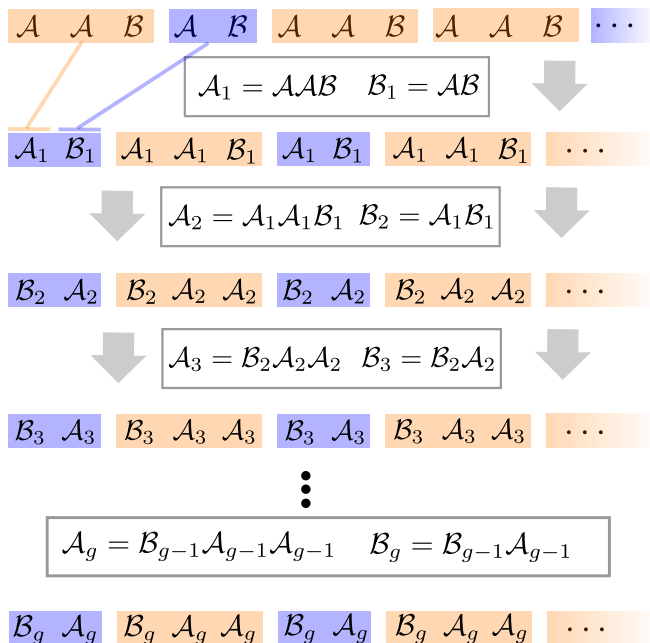 𝒜 𝒜 ℬ 𝒜 ℬ 𝒜 𝒜 ℬ 𝒜 𝒜 ℬ ···
𝒜₁ = 𝒜𝒜ℬ ℬ₁ = 𝒜ℬ
𝒜₁ ℬ₁ 𝒜₁ 𝒜₁ ℬ₁ 𝒜₁ ℬ₁ 𝒜₁ 𝒜₁ ℬ₁ ···
𝒜₂ = 𝒜₁𝒜₁ℬ₁ ℬ₂ = 𝒜₁ℬ₁
ℬ₂ 𝒜₂ ℬ₂ 𝒜₂ 𝒜₂ ℬ₂ 𝒜₂ ℬ₂ 𝒜₂ 𝒜₂ ···
𝒜₃ = ℬ₂𝒜₂𝒜₂ ℬ₃ = ℬ₂𝒜₂
ℬ₃ 𝒜₃ ℬ₃ 𝒜₃ 𝒜₃ ℬ₃ 𝒜₃ ℬ₃ 𝒜₃ 𝒜₃ ···
⋮
𝒜_g = ℬ_{g−1}𝒜_{g−1}𝒜_{g−1} ℬ_g = ℬ_{g−1}𝒜_{g−1}
ℬ_g 𝒜_g ℬ_g 𝒜_g 𝒜_g ℬ_g 𝒜_g ℬ_g 𝒜_g 𝒜_g ···